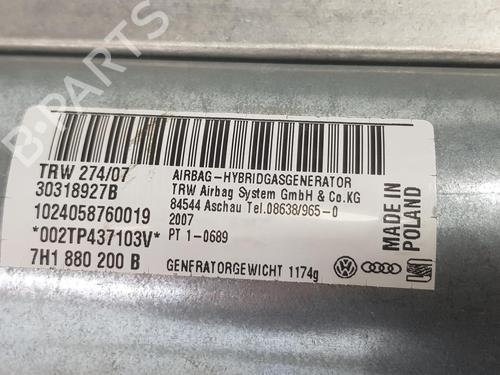 B-PARTS
TRW 274/07
30318927B
1024058760019
*002TP437103V*
7H1 880 200 B
AIRBAG-HYBRIDGASGENERATOR
TRW Airbag System GmbH & Co.KG
84544 Aschau Tel.08638/965-0
2007
PT 1-0689
GENFRATORGEWICHT 1174g
MADE IN
POLAND